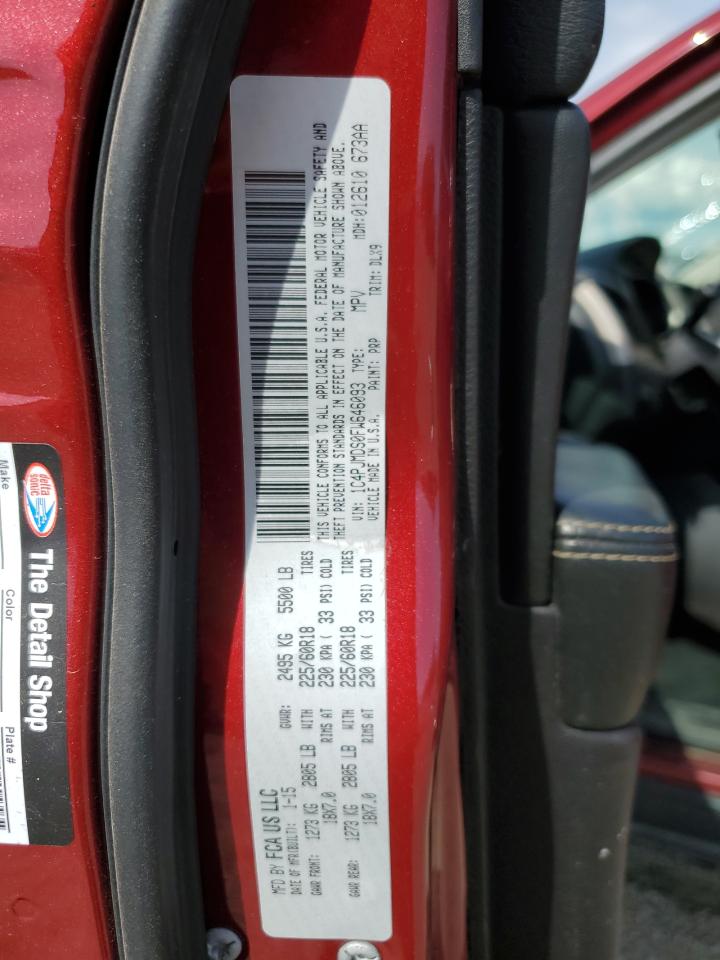 MFD BY FCA US LLC
DATE OF MFR(BUILT): 1-15 GVWR: 2495 KG 5500 LB
GAWR FRONT: 1273 KG 2805 LB WITH 225/60R18 TIRES
18X7.0 RIMS AT 230 KPA ( 33 PSI) COLD
GAWR REAR: 1273 KG 2805 LB WITH 225/60R18 TIRES
18X7.0 RIMS AT 230 KPA ( 33 PSI) COLD
THIS VEHICLE CONFORMS TO ALL APPLICABLE U.S.A. FEDERAL MOTOR VEHICLE SAFETY AND
THEFT PREVENTION STANDARDS IN EFFECT ON THE DATE OF MANUFACTURE SHOWN ABOVE.
VIN: 1C4PJMDS0FW646093 TYPE: MPV MDH:012610 673AA
VEHICLE MADE IN U.S.A. PAINT: PRP TRIM: DLX9
delta sonic The Detail Shop
Make Color Plate #